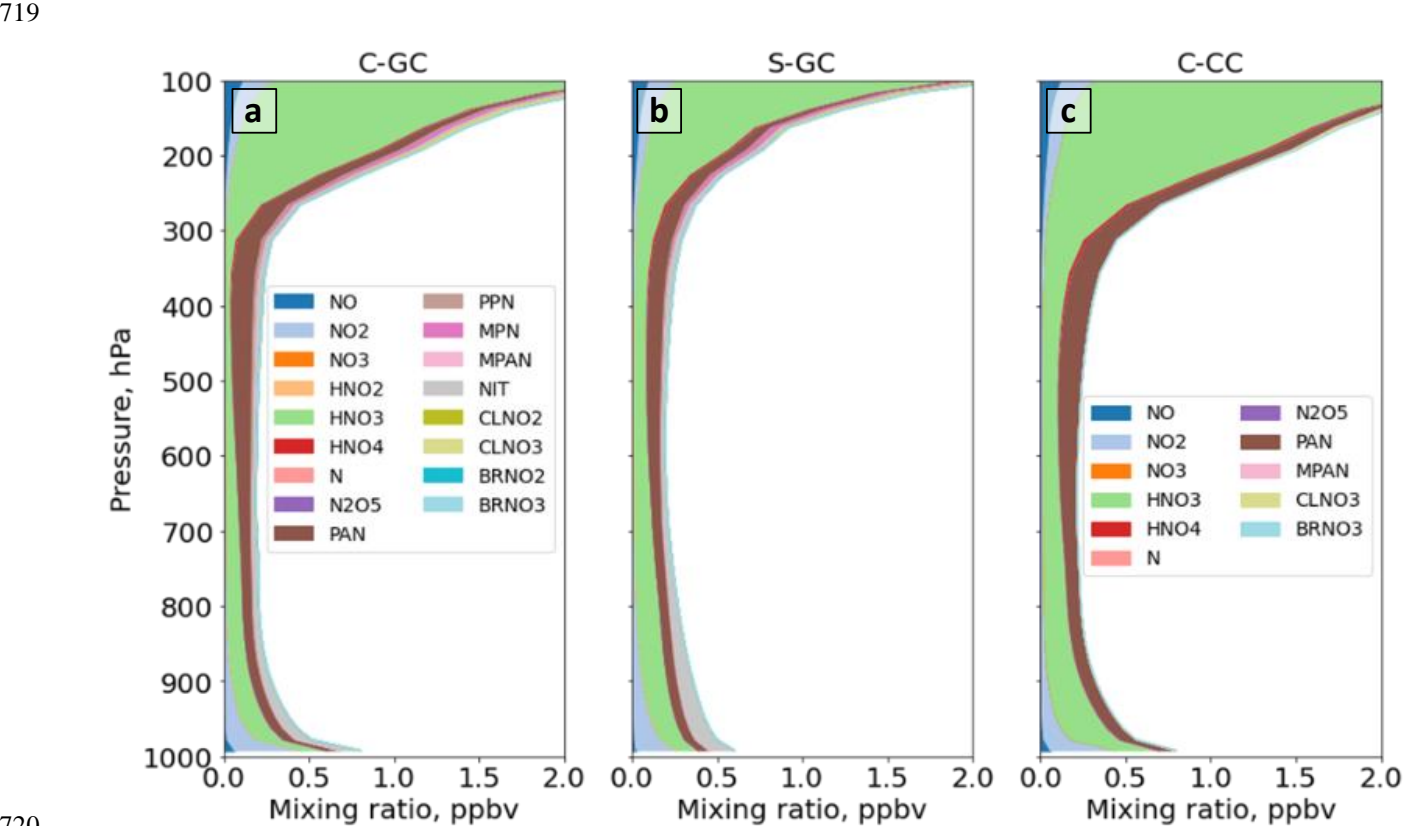 719
C-GC
S-GC
C-CC
a
b
c
100
200
300
400
500
600
700
800
900
1000
Pressure, hPa
NO
NO2
NO3
HNO2
HNO3
HNO4
N
N2O5
PAN
PPN
MPN
MPAN
NIT
CLNO2
CLNO3
BRNO2
BRNO3
NO
NO2
NO3
HNO3
HNO4
N
N2O5
PAN
MPAN
CLNO3
BRNO3
0.0 0.5 1.0 1.5 2.0
0.0 0.5 1.0 1.5 2.0
0.0 0.5 1.0 1.5 2.0
Mixing ratio, ppbv
Mixing ratio, ppbv
Mixing ratio, ppbv
720